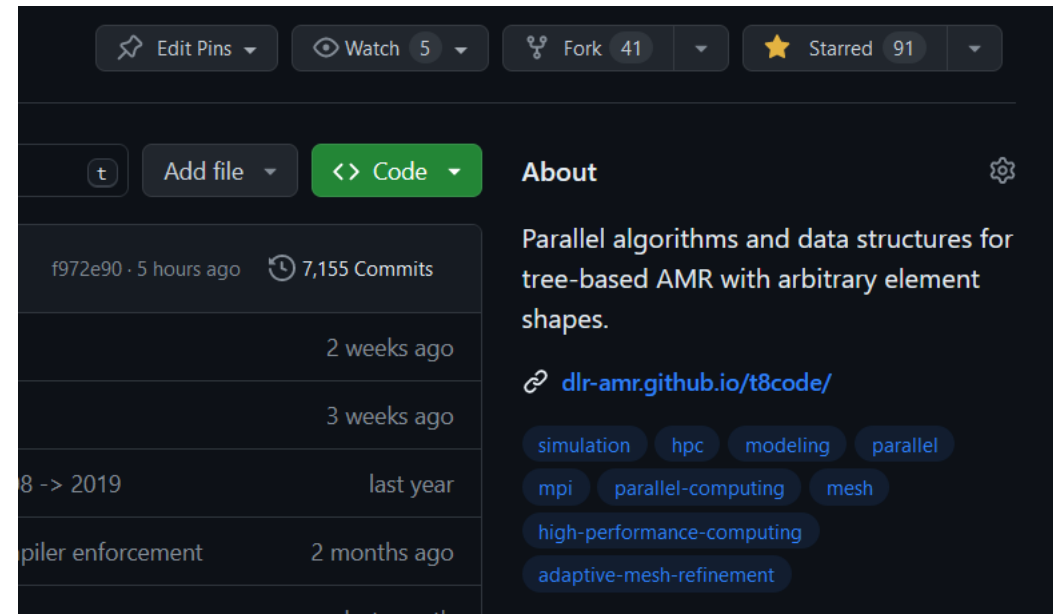 Edit Pins Watch 5 Fork 41 Starred 91
t Add file Code About
Parallel algorithms and data structures for
tree-based AMR with arbitrary element
shapes.
f972e90 · 5 hours ago 7,155 Commits
2 weeks ago
3 weeks ago
8 -> 2019 last year
piler enforcement 2 months ago
dlr-amr.github.io/t8code/
simulation hpc modeling parallel
mpi parallel-computing mesh
high-performance-computing
adaptive-mesh-refinement